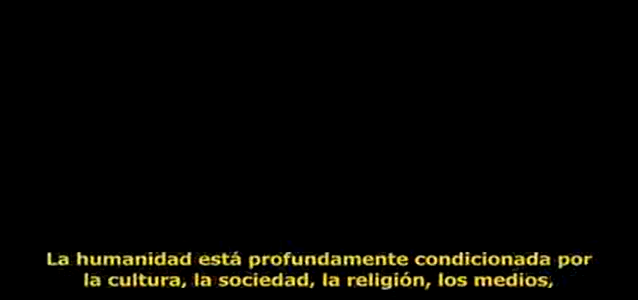 La humanidad está profundamente condicionada por
la cultura, la sociedad, la religión, los medios,